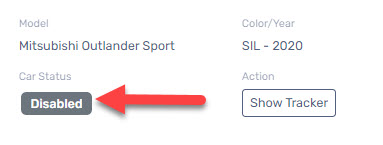 Model
Color/Year
Mitsubishi Outlander Sport
SIL - 2020
Car Status
Action
Disabled
Show Tracker